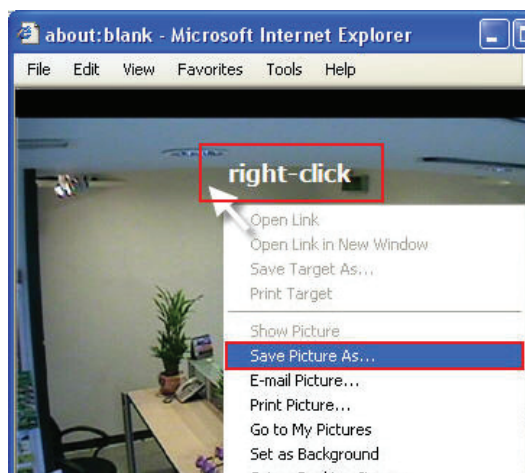 about:blank - Microsoft Internet Explorer
File Edit View Favorites Tools Help
right-click
Open Link
Open Link in New Window
Save Target As...
Print Target
Show Picture
Save Picture As...
E-mail Picture...
Print Picture...
Go to My Pictures
Set as Background